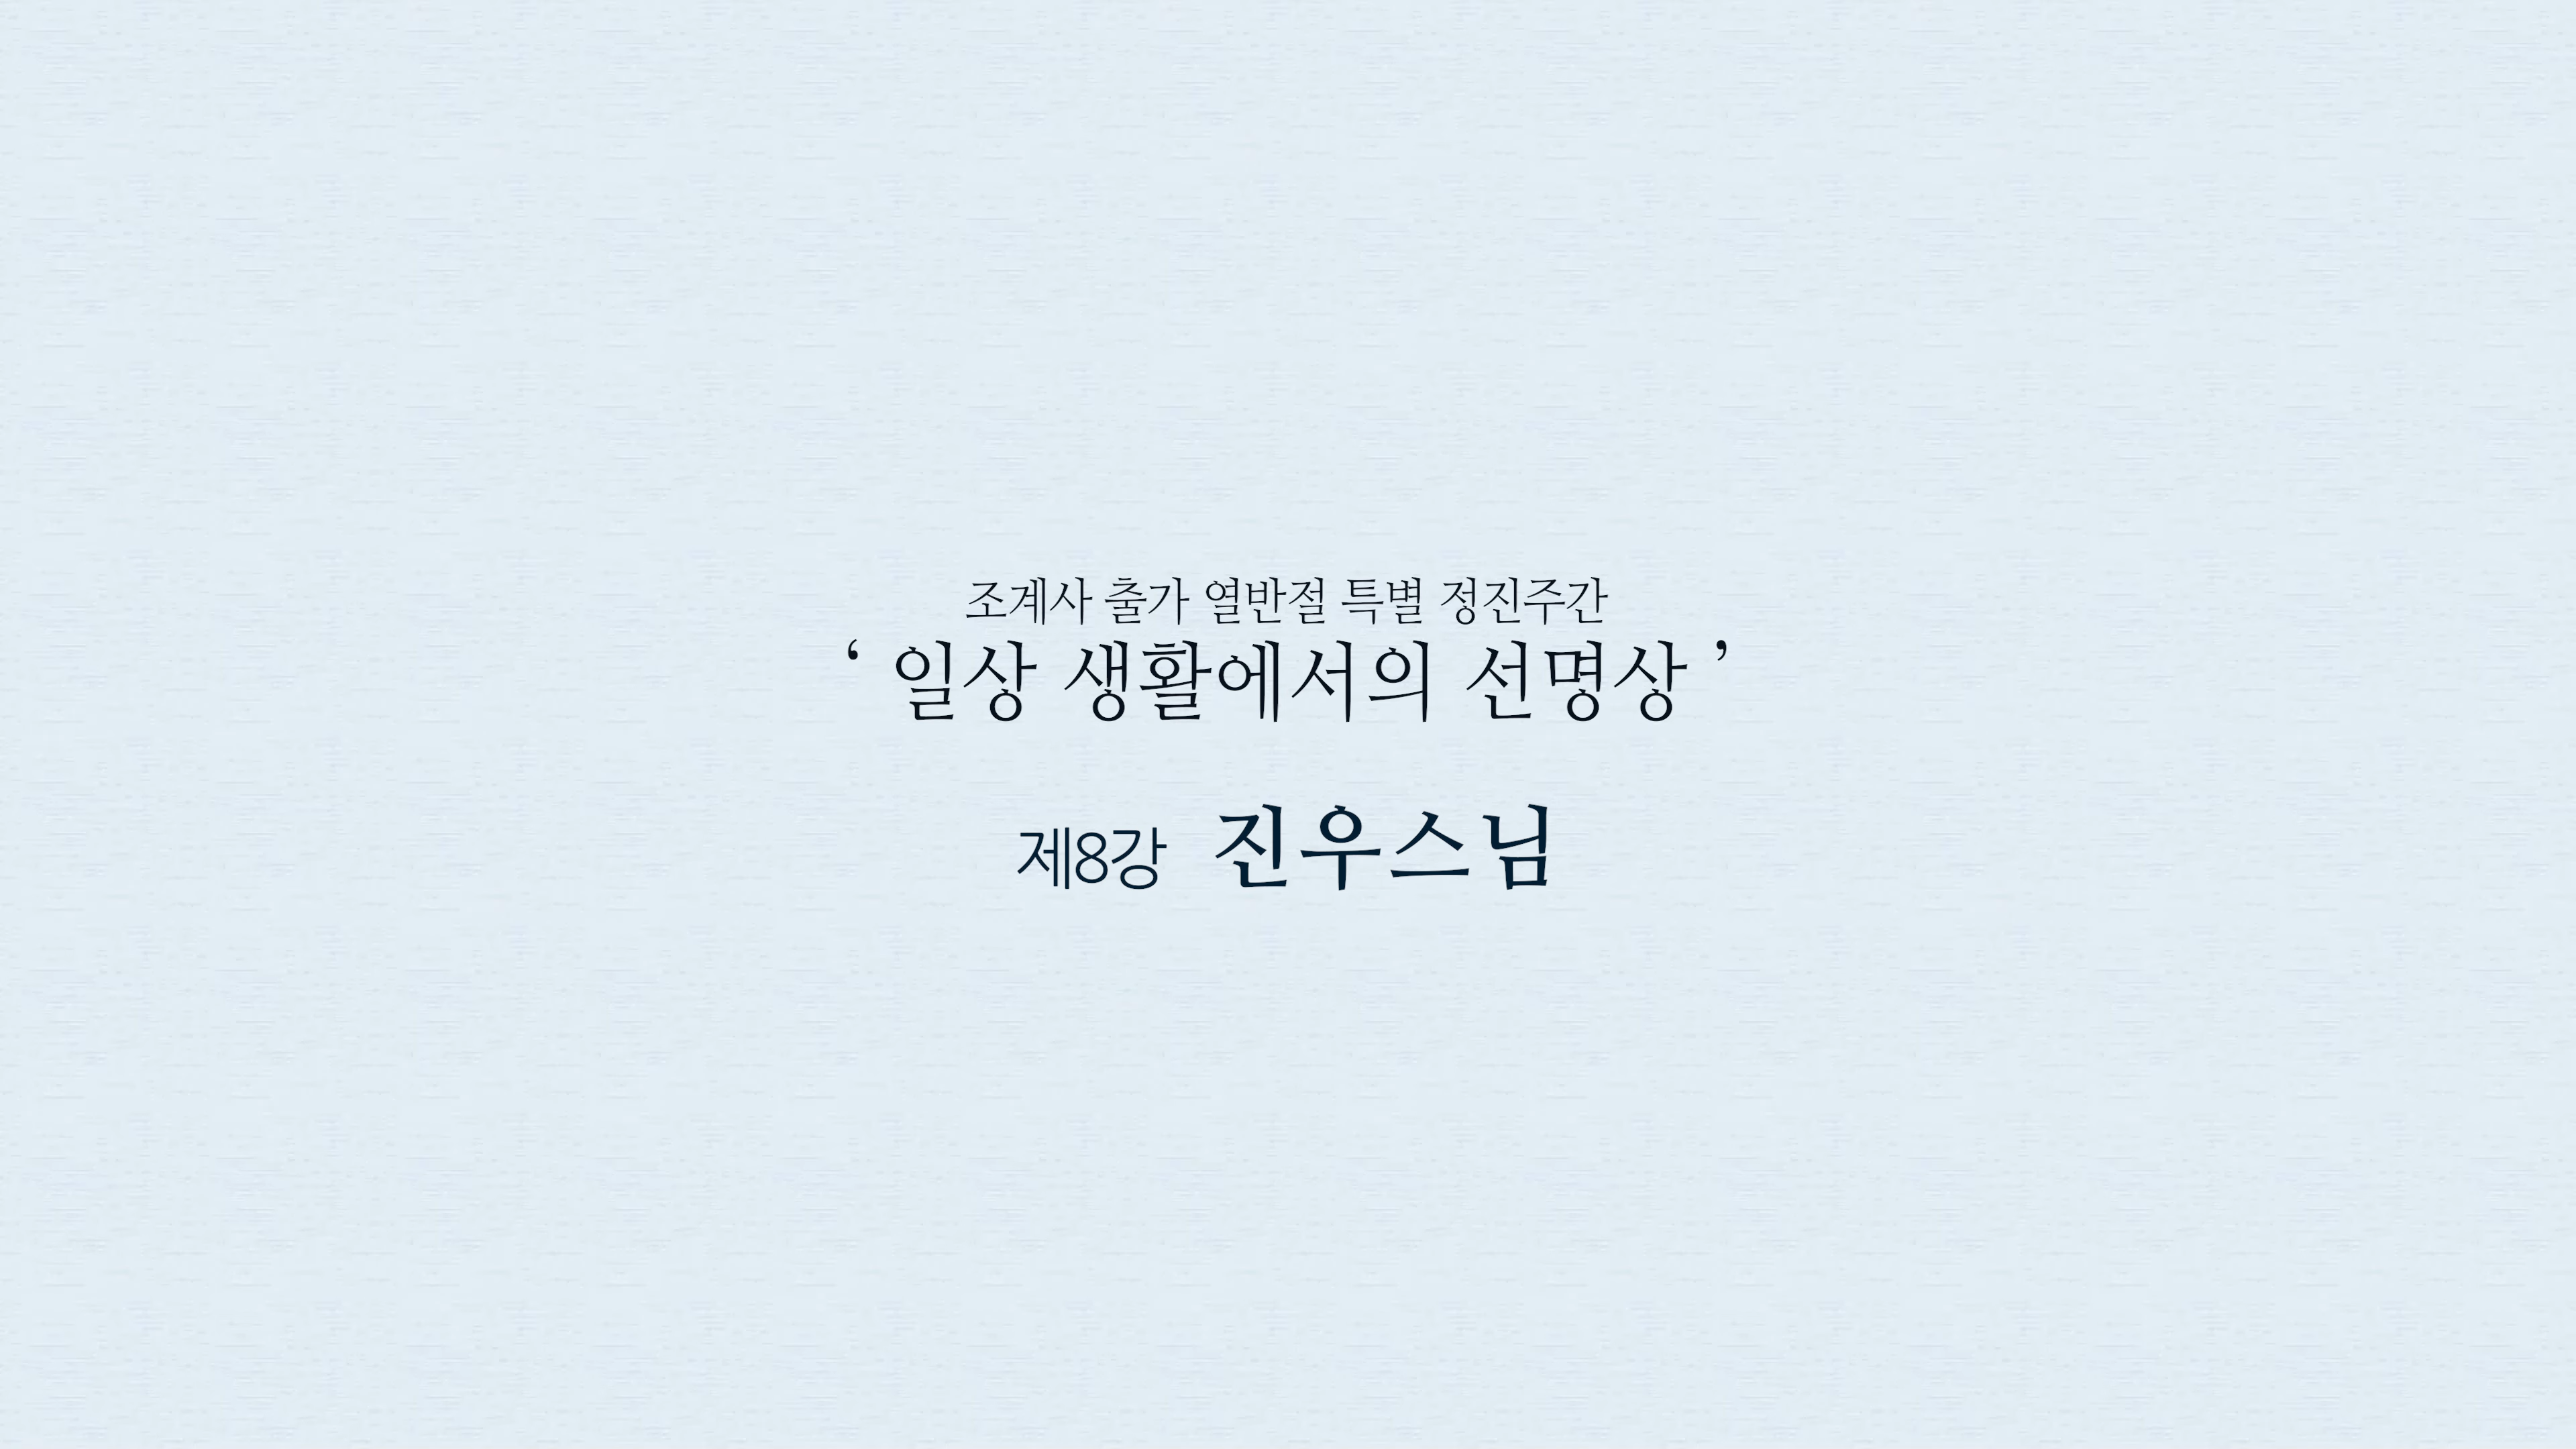 조계사 출가 열반절 특별 정진주간
‘ 일상 생활에서의 선명상 ’
제8강 진우스님